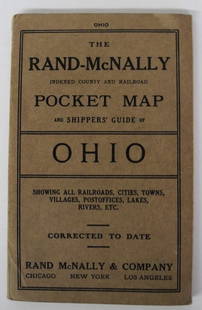 OHIO
THE
RAND-McNALLY
INDEXED COUNTY AND RAILROAD
POCKET MAP
AND SHIPPERS' GUIDE OF
OHIO
SHOWING ALL RAILROADS, CITIES, TOWNS,
VILLAGES, POSTOFFICES, LAKES,
RIVERS, ETC.
CORRECTED TO DATE
RAND McNALLY & COMPANY
CHICAGO NEW YORK LOS ANGELES